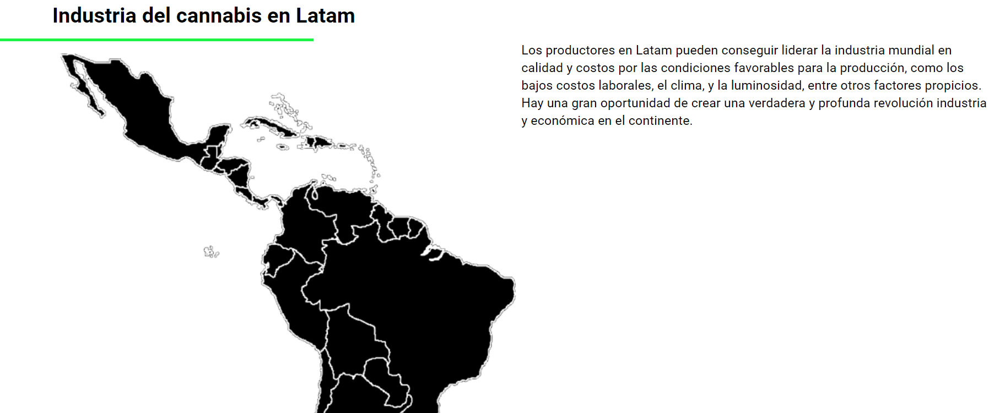 Industria del cannabis en Latam
Los productores en Latam pueden conseguir liderar la industria mundial en
calidad y costos por las condiciones favorables para la producción, como los
bajos costos laborales, el clima, y la luminosidad, entre otros factores propicios.
Hay una gran oportunidad de crear una verdadera y profunda revolución industria
y económica en el continente.